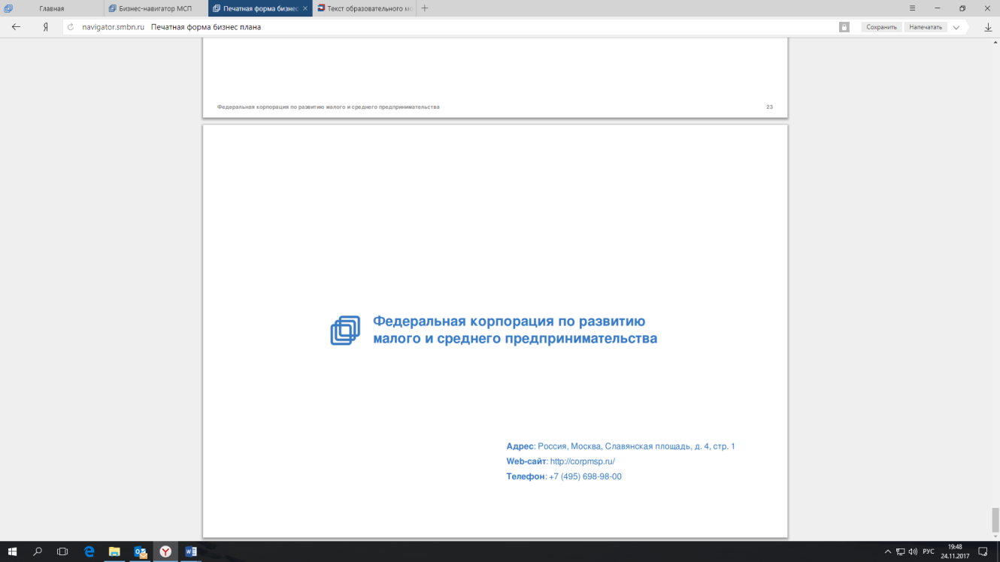 Главная
Бизнес-навигатор МСП
Печатная форма бизнес
Текст образовательного мо
navigator.smbn.ru Печатная форма бизнес плана
Сохранить
Напечатать
Федеральная корпорация по развитию малого и среднего предпринимательства 23
Федеральная корпорация по развитию
малого и среднего предпринимательства
Адрес: Россия, Москва, Славянская площадь, д. 4, стр. 1
Web-сайт: http://corpmsp.ru/
Телефон: +7 (495) 698-98-00
РУС
19:48
24.11.2017